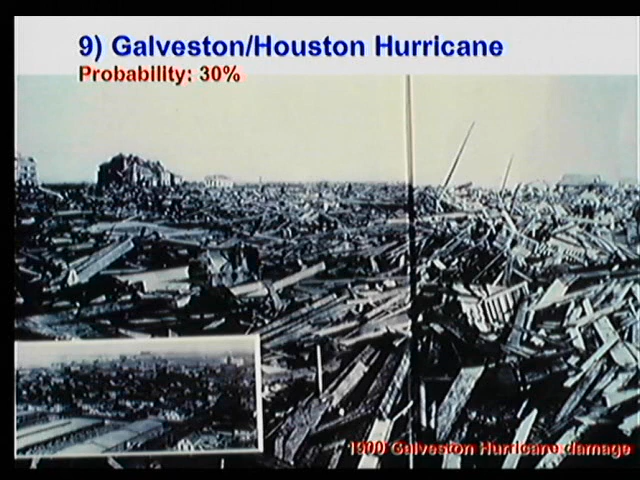 9) Galveston/Houston Hurricane
Probability: 30%
1900 Galveston Hurricane damage